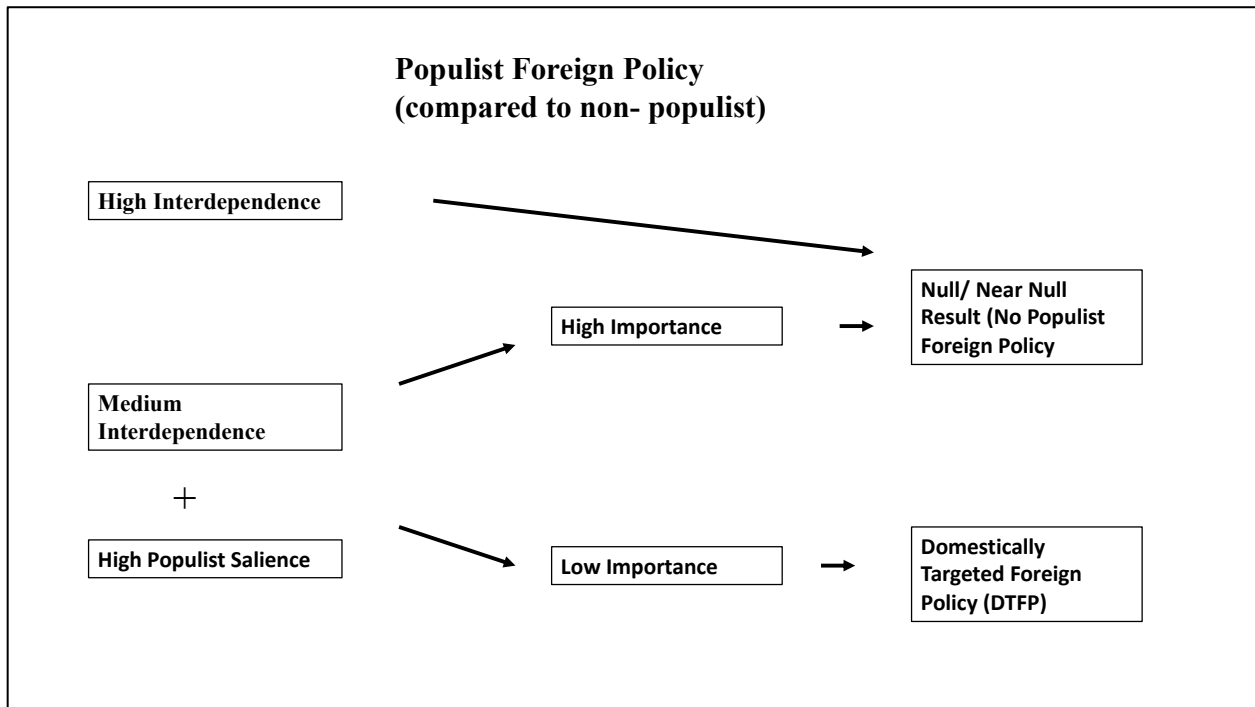 Populist Foreign Policy
(compared to non- populist)
High Interdependence
High Importance
Null/ Near Null
Result (No Populist
Foreign Policy
Medium
Interdependence
+
High Populist Salience
Low Importance
Domestically
Targeted Foreign
Policy (DTFP)